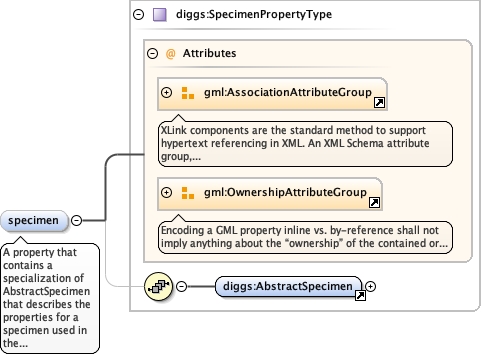 diggs:SpecimenPropertyType
@ Attributes
gml:AssociationAttributeGroup
XLink components are the standard method to support
hypertext referencing in XML. An XML Schema attribute
group,...
gml:OwnershipAttributeGroup
Encoding a GML property inline vs. by-reference shall not
imply anything about the “ownership” of the contained or...
specimen
A property that
contains a
specialization of
AbstractSpecimen
that describes the
properties for a
specimen used in
the...
diggs:AbstractSpecimen